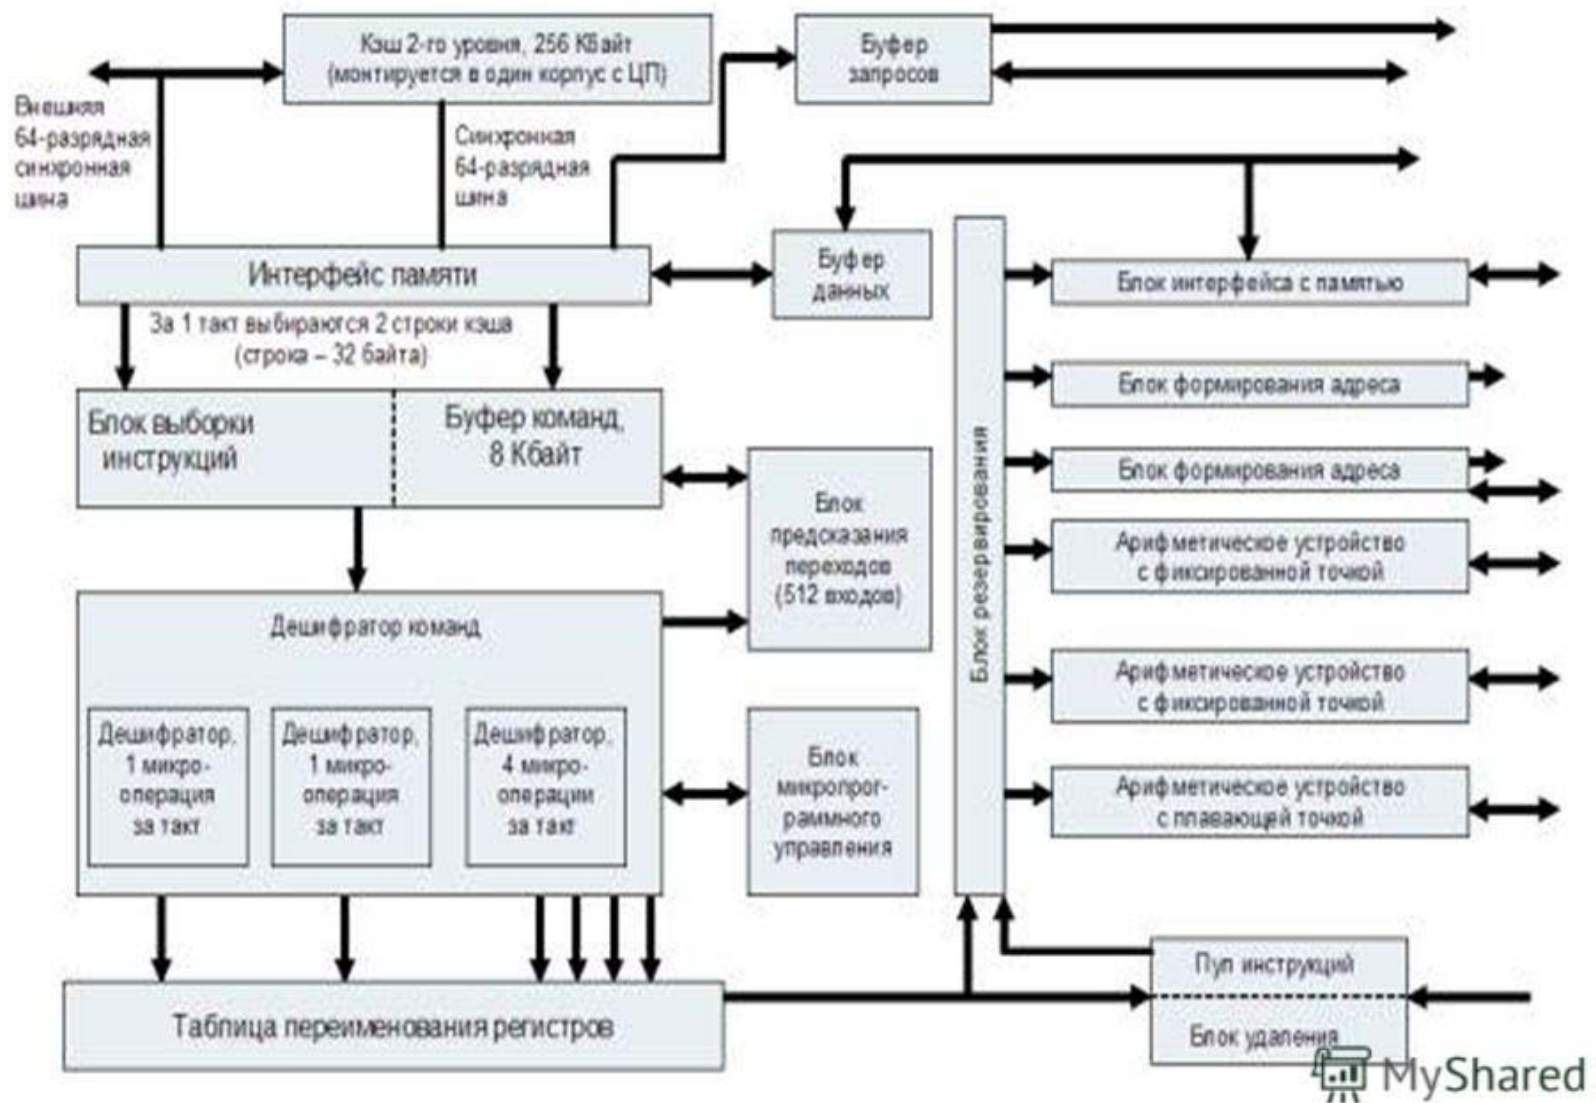 Кэш 2-го уровня, 256 Кбайт
(монтируется в один корпус с ЦП)
Буфер
запросов
Внешняя
64-разрядная
синхронная
шина
Синхронная
64-разрядная
шина
Интерфейс памяти
Буфер
данных
Блок интерфейса с памятью
За 1 такт выбираются 2 строки кэша
(строка – 32 байта)
Блок выборки
инструкций
Буфер команд,
8 Кбайт
Блок формирования адреса
Блок формирования адреса
Блок
предсказания
переходов
(512 входов)
Блок резервирования
Арифметическое устройство
с фиксированной точкой
Дешифратор команд
Арифметическое устройство
с фиксированной точкой
Дешифратор,
1 микро-
операция
за такт
Дешифратор,
1 микро-
операция
за такт
Дешифратор,
4 микро-
операции
за такт
Блок
микропрог-
раммного
управления
Арифметическое устройство
с плавающей точкой
Таблица переименования регистров
Пул инструкций
Блок удаления
MyShared